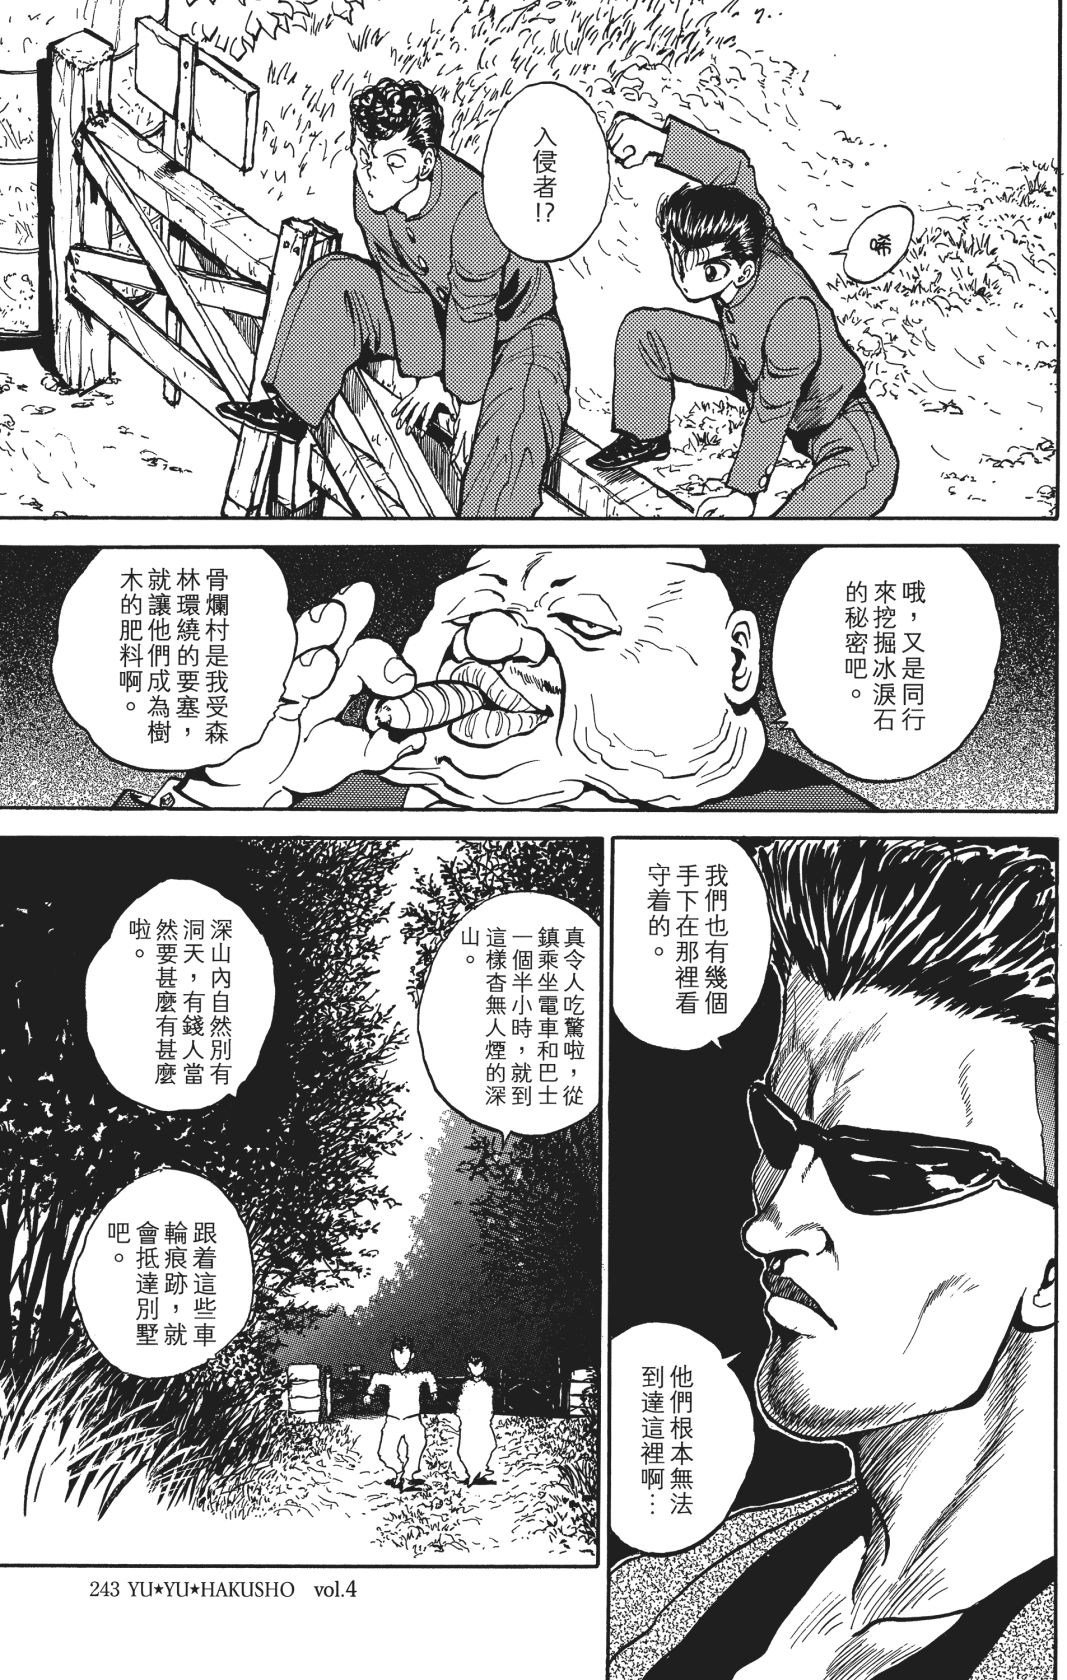 唏
入
侵
者
!?
哦，又是同行
來挖掘冰淚石
的秘密吧。
骨爛村是我受森
林環繞的要塞，
就讓他們成為樹
木的肥料啊。
我們也有幾個
手下在那裡看
守着的。
他們根本無法
到達這裡啊…
真令人吃驚啦，從
鎮乘坐電車和巴士
一個半小時，就到
這樣杳無人煙的深
山。
深山內自然別有
洞天，有錢人當
然要甚麼有甚麼
啦。
跟着這些車
輪痕跡，就
會抵達別墅
吧。
243 YU★YU★HAKUSHO vol.4